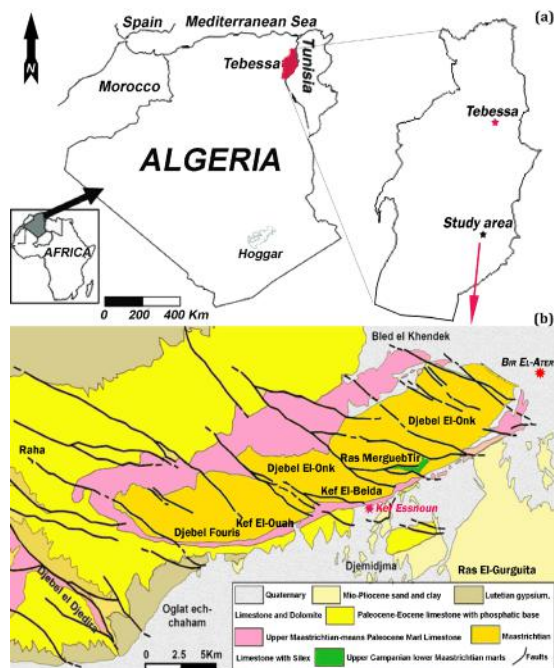 (a)
Spain Mediterranean Sea
N
Tebessa
Tunisia
Morocco
Tebessa
ALGERIA
Study area
Hoggar
AFRICA
0 200 400 Km
(b)
Bled el Khendek
BIR EL-ATER
Djebel El-Onk
Raha
Ras MerguebTir
Djebel El-Onk
Kef El-Beida
Kef Essnoun
Kef El-Ouah
Djebel Fouris
Djemidjma
Ras El-Gurguita
Djebel el Djedjir
Oglat ech-chaham
0 2.5 5Km
Quaternary Mio-Pliocene sand and clay Lutetian gypsum.
Limestone and Dolomite Paleocene-Eocene limestone with phosphatic base
Upper Maastrichtian-means Paleocene Marl Limestone Maastrichtian
Limestone with Silex Upper Campanian lower Maastrichtian marls Faults